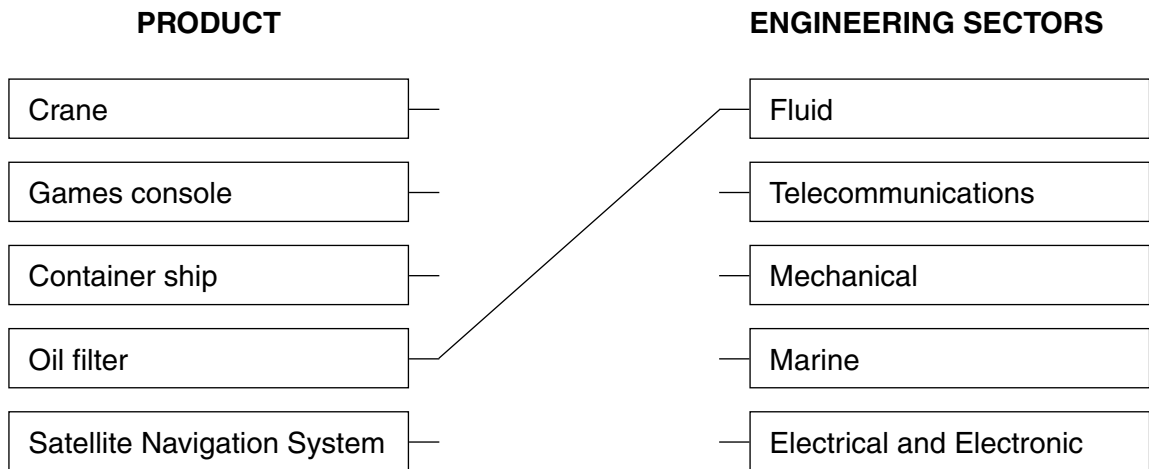 PRODUCT
ENGINEERING SECTORS
Crane
Fluid
Games console
Telecommunications
Container ship
Mechanical
Oil filter
Marine
Satellite Navigation System
Electrical and Electronic